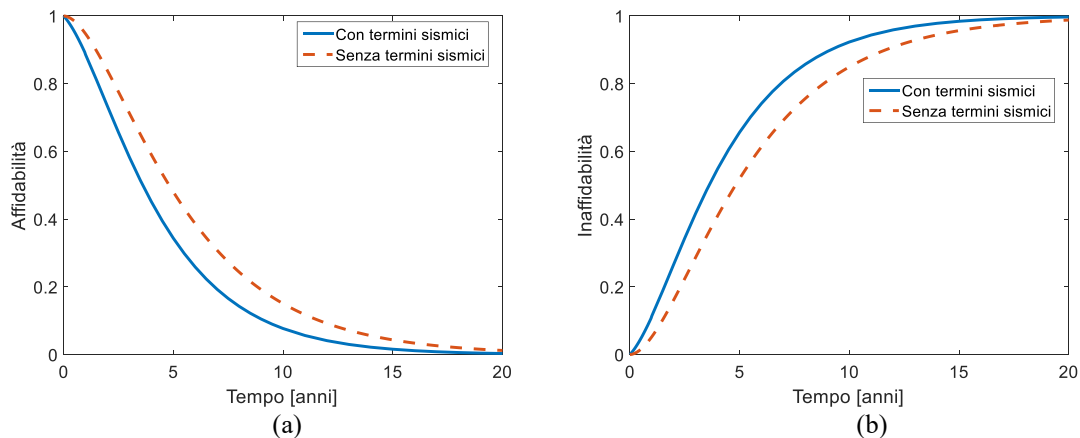 Affidabilità
1
0.8
0.6
0.4
0.2
0
0
5
10
15
20
Tempo [anni]
Con termini sismici
Senza termini sismici
(a)
Inaffidabilità
1
0.8
0.6
0.4
0.2
0
0
5
10
15
20
Tempo [anni]
Con termini sismici
Senza termini sismici
(b)